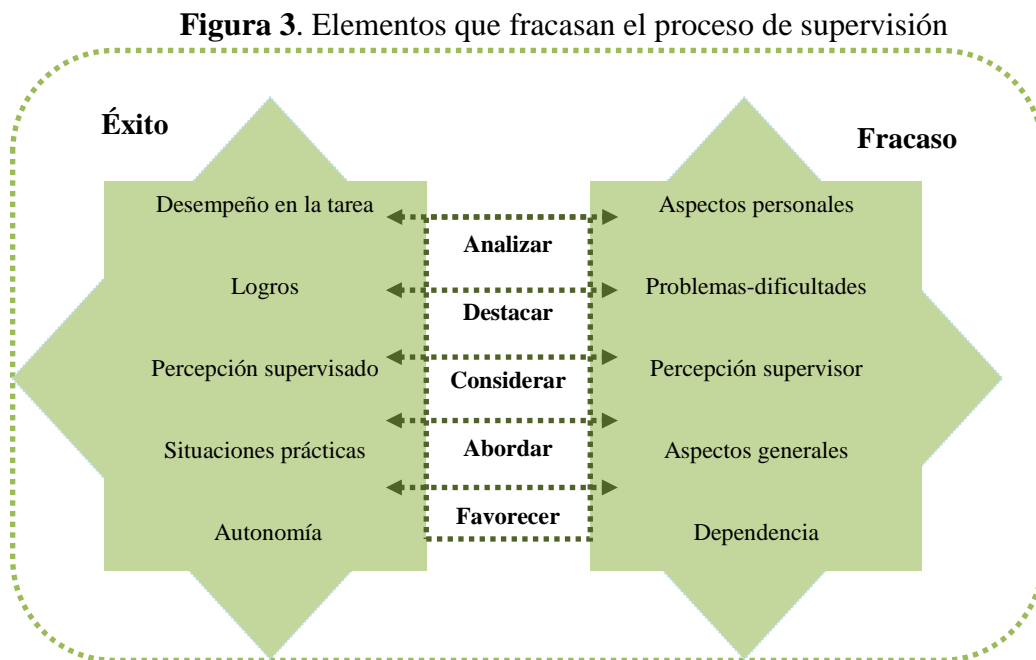 Figura 3. Elementos que fracasan el proceso de supervisión
Éxito
Fracaso
Desempeño en la tarea
Aspectos personales
Analizar
Logros
Problemas-dificultades
Destacar
Percepción supervisado
Percepción supervisor
Considerar
Situaciones prácticas
Abordar
Aspectos generales
Favorecer
Autonomía
Dependencia